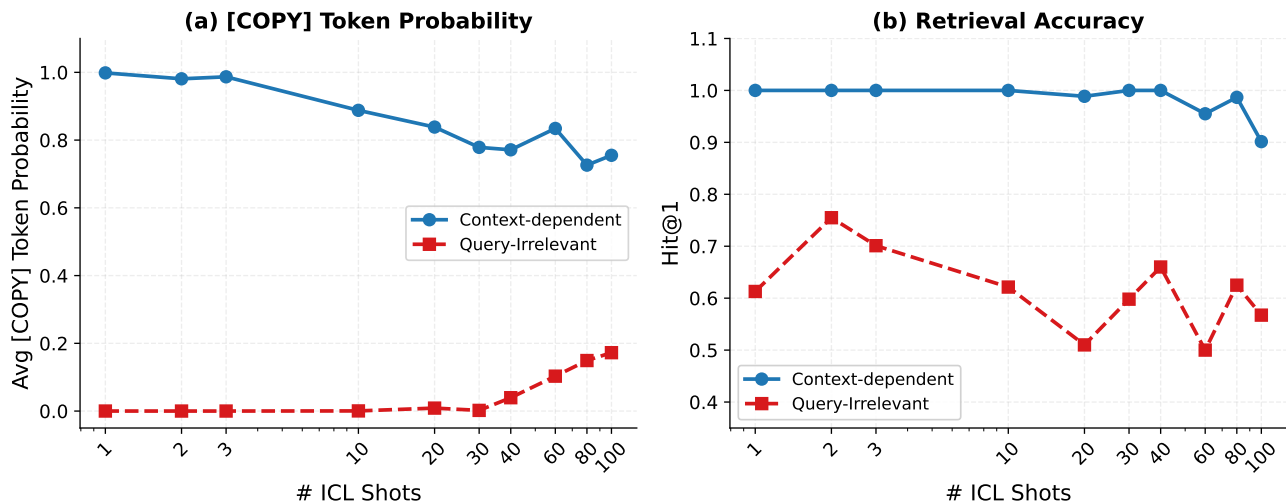 (a) [COPY] Token Probability
Avg [COPY] Token Probability
1.0
0.8
0.6
0.4
0.2
0.0
Context-dependent
Query-Irrelevant
1 2 3 10 20 30 40 60 80 100
# ICL Shots
(b) Retrieval Accuracy
Hit@1
1.1
1.0
0.9
0.8
0.7
0.6
0.5
0.4
Context-dependent
Query-Irrelevant
1 2 3 10 20 30 40 60 80 100
# ICL Shots